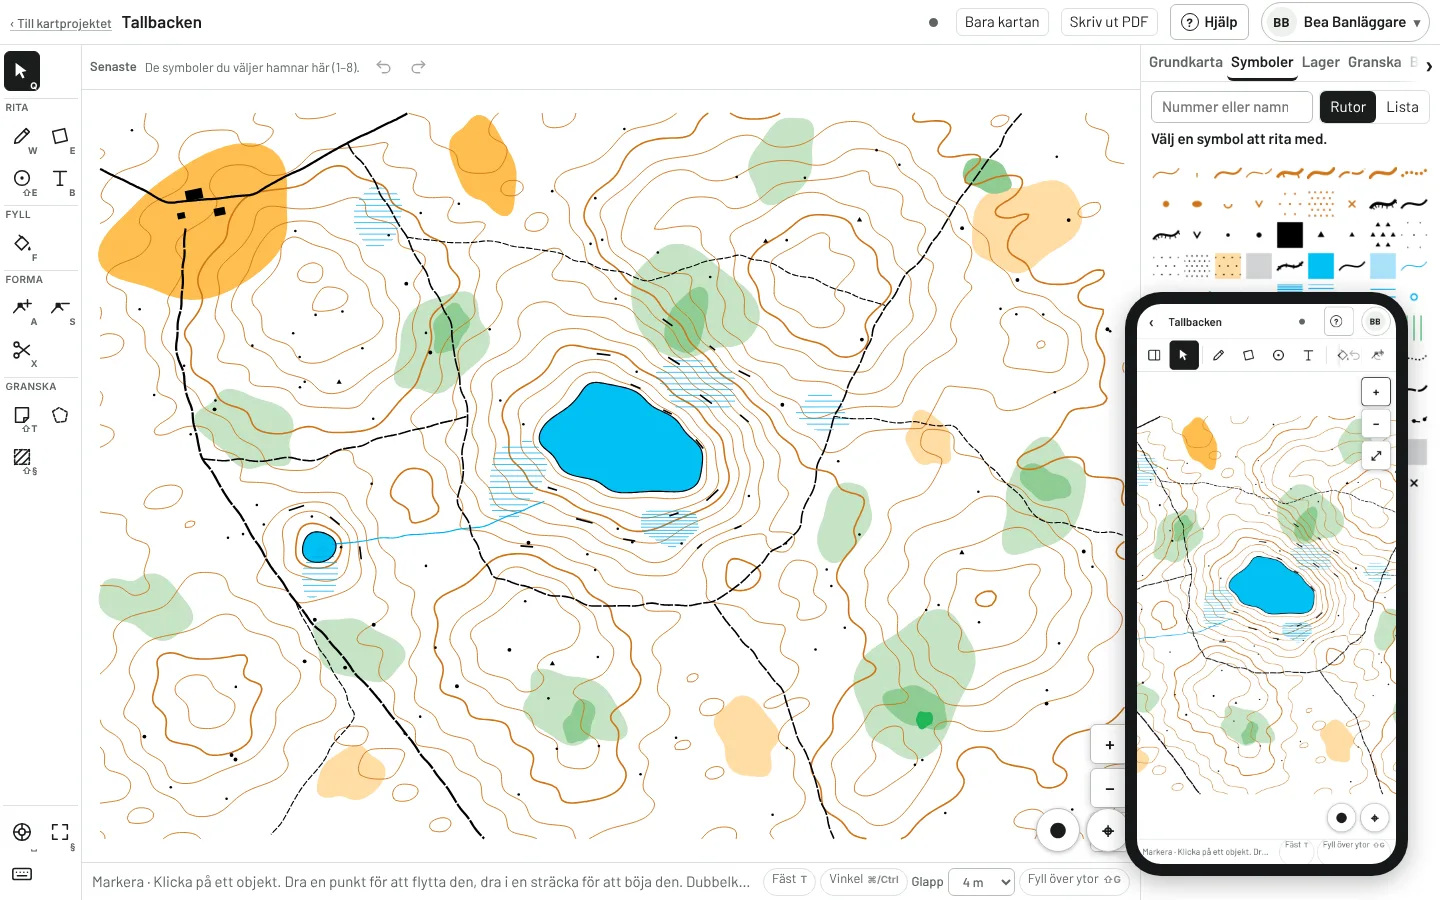 ‹ Till kartprojektet Tallbacken
Bara kartan Skriv ut PDF ? Hjälp BB Bea Banläggare ▾
Q
Senaste De symboler du väljer hamnar här (1–8).
Grundkarta Symboler Lager Granska B ›
RITA
W E
⇧E B
FYLL
F
FORMA
A S
X
GRANSKA
⇧T
⇧§
§
Nummer eller namn Rutor Lista
Välj en symbol att rita med.
‹ Tallbacken ? BB
+
−
+
−
Markera · Klicka på ett objekt. Dr... Fäst T Fyll över ytor ⇧G
Markera · Klicka på ett objekt. Dra en punkt för att flytta den, dra i en sträcka för att böja den. Dubbelk... Fäst T Vinkel ⌘/Ctrl Glapp 4 m Fyll över ytor ⇧G